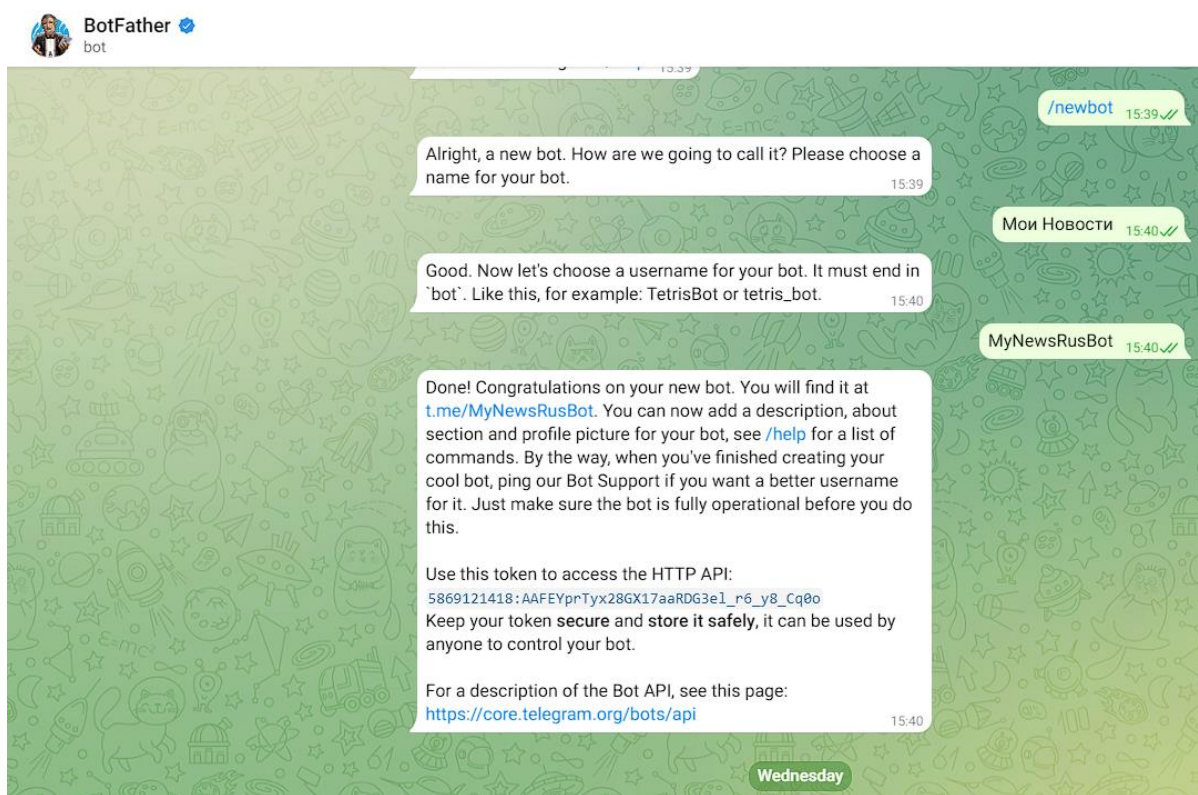 BotFather
bot
/newbot 15:39
Alright, a new bot. How are we going to call it? Please choose a
name for your bot. 15:39
Мои Новости 15:40
Good. Now let's choose a username for your bot. It must end in
`bot`. Like this, for example: TetrisBot or tetris_bot. 15:40
MyNewsRusBot 15:40
Done! Congratulations on your new bot. You will find it at
t.me/MyNewsRusBot. You can now add a description, about
section and profile picture for your bot, see /help for a list of
commands. By the way, when you've finished creating your
cool bot, ping our Bot Support if you want a better username
for it. Just make sure the bot is fully operational before you do
this.
Use this token to access the HTTP API:
5869121418:AAFEYprTyx28GX17aaRDG3el_r6_y8_Cq0o
Keep your token secure and store it safely, it can be used by
anyone to control your bot.
For a description of the Bot API, see this page:
https://core.telegram.org/bots/api 15:40
Wednesday